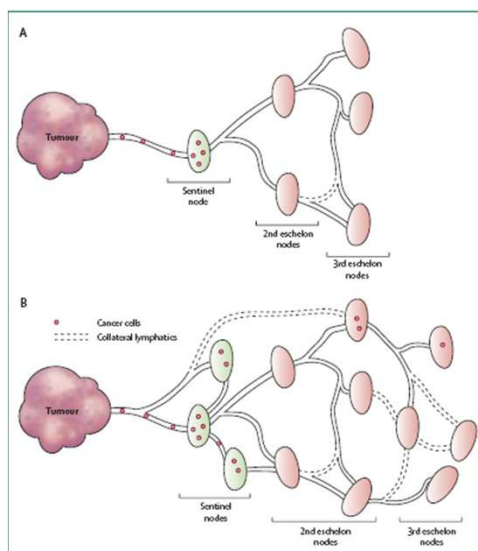 A
Tumour
Sentinel
node
2nd eschelon
nodes
3rd eschelon
nodes
B
Cancer cells
Collateral lymphatics
Tumour
Sentinel
nodes
2nd eschelon
nodes
3rd eschelon
nodes